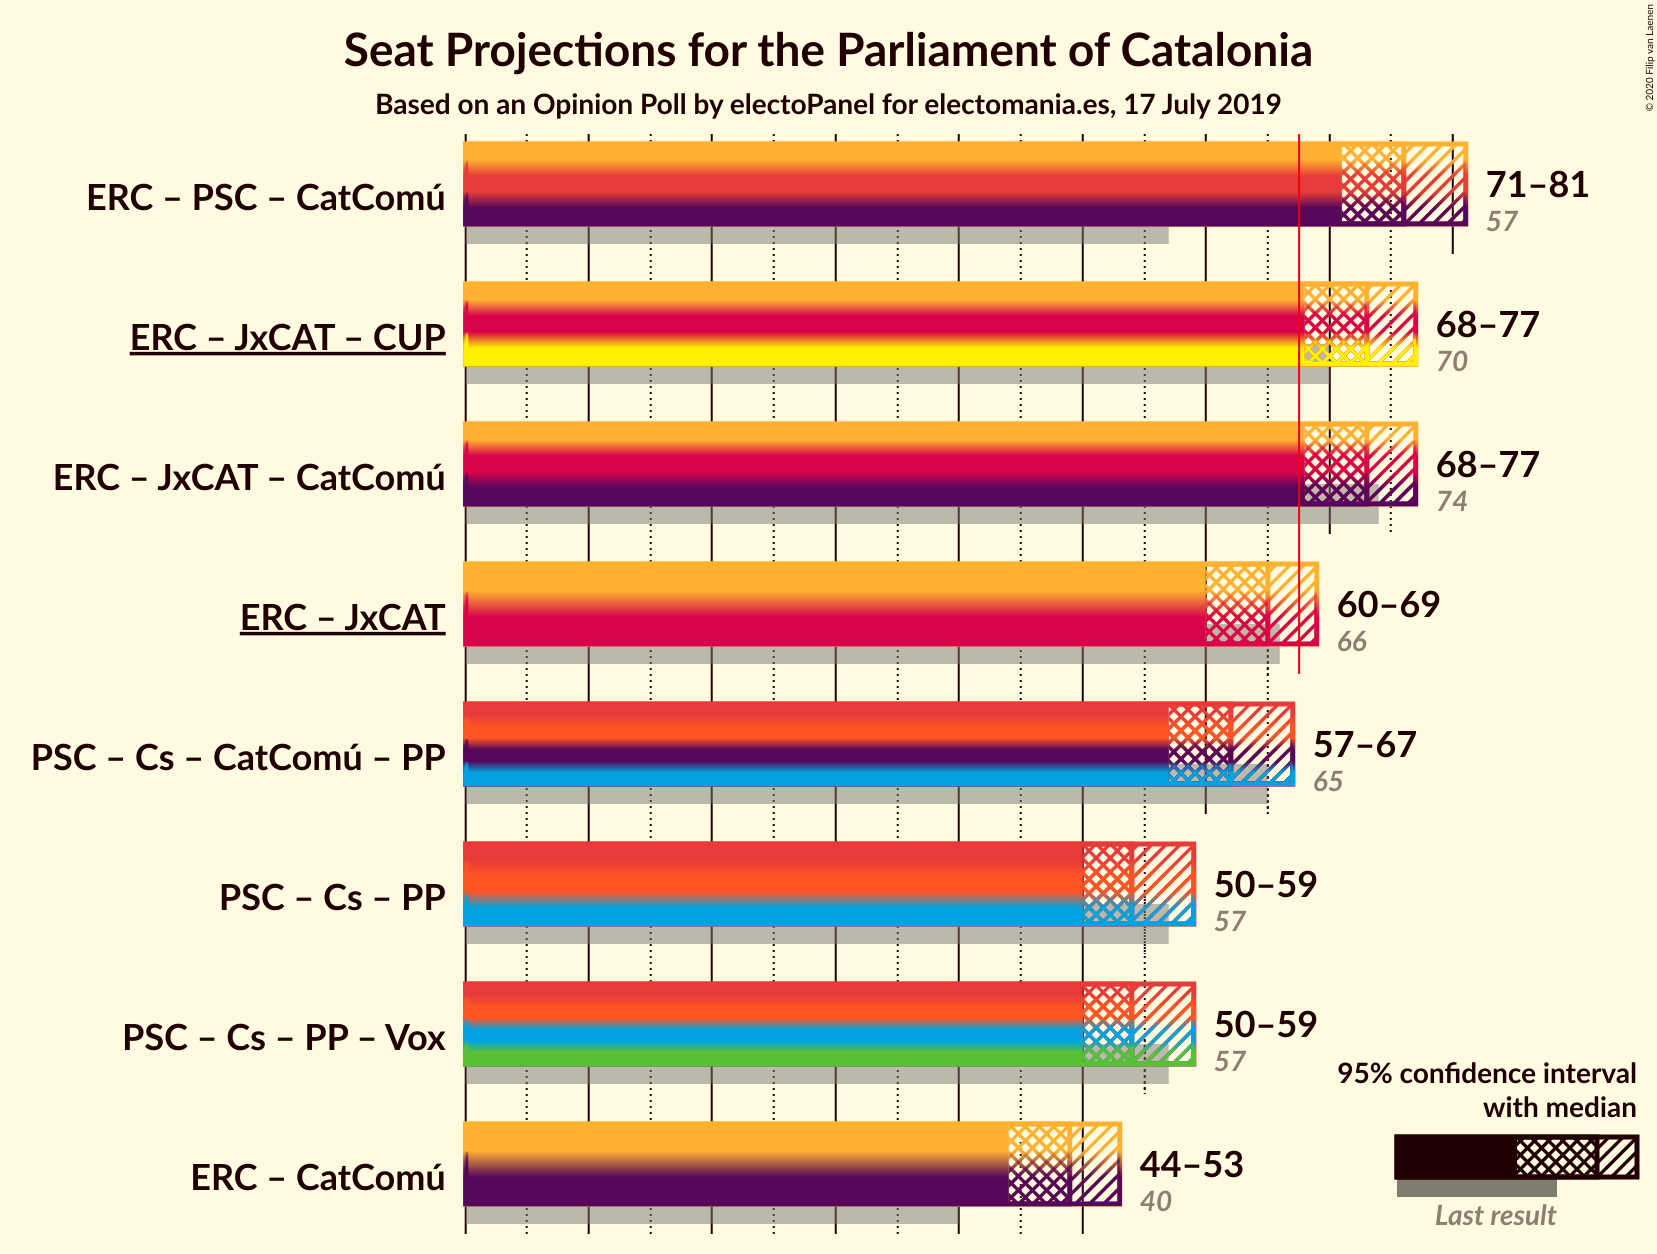 Seat Projections for the Parliament of Catalonia
Based on an Opinion Poll by electoPanel for electomania.es, 17 July 2019
© 2020 Filip van Laenen
ERC – PSC – CatComú
71–81
57
ERC – JxCAT – CUP
68–77
70
ERC – JxCAT – CatComú
68–77
74
ERC – JxCAT
60–69
66
PSC – Cs – CatComú – PP
57–67
65
PSC – Cs – PP
50–59
57
PSC – Cs – PP – Vox
50–59
57
ERC – CatComú
44–53
40
95% confidence interval
with median
Last result